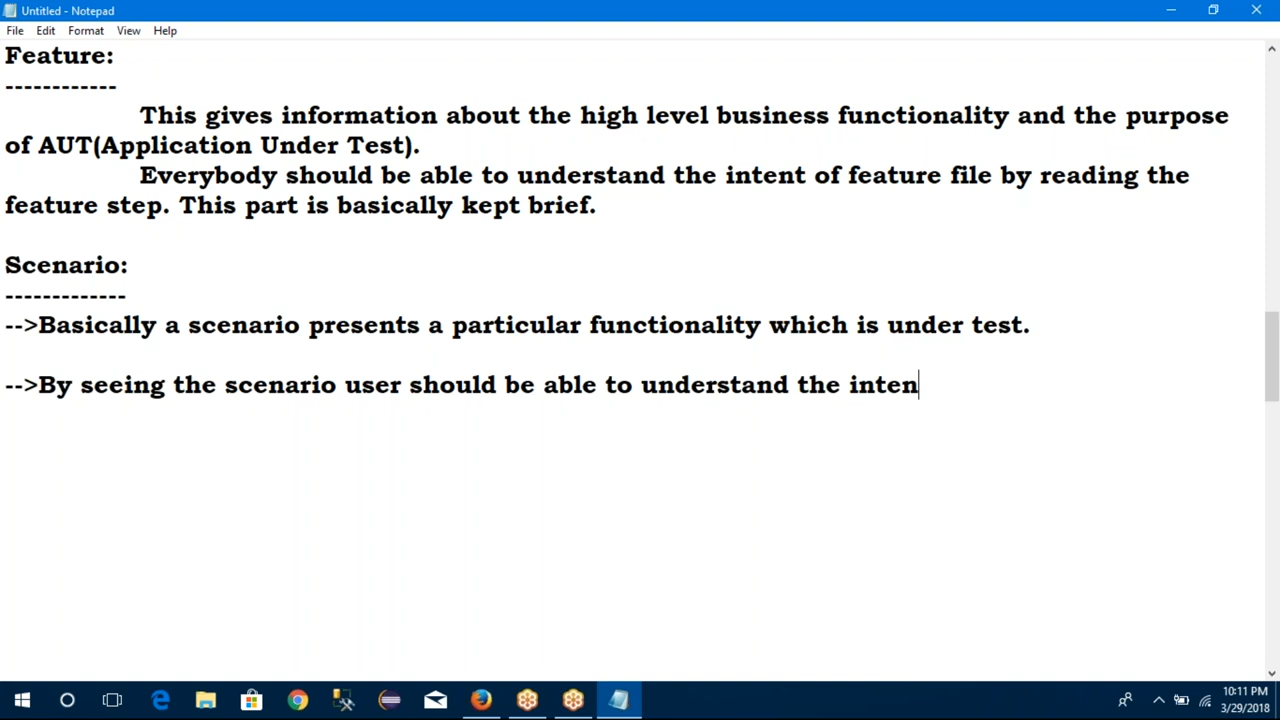 Untitled - Notepad
File Edit Format View Help
Feature:
------------
This gives information about the high level business functionality and the purpose
of AUT(Application Under Test).
Everybody should be able to understand the intent of feature file by reading the
feature step. This part is basically kept brief.
Scenario:
-------------
-->Basically a scenario presents a particular functionality which is under test.
-->By seeing the scenario user should be able to understand the inten
10:11 PM
3/29/2018